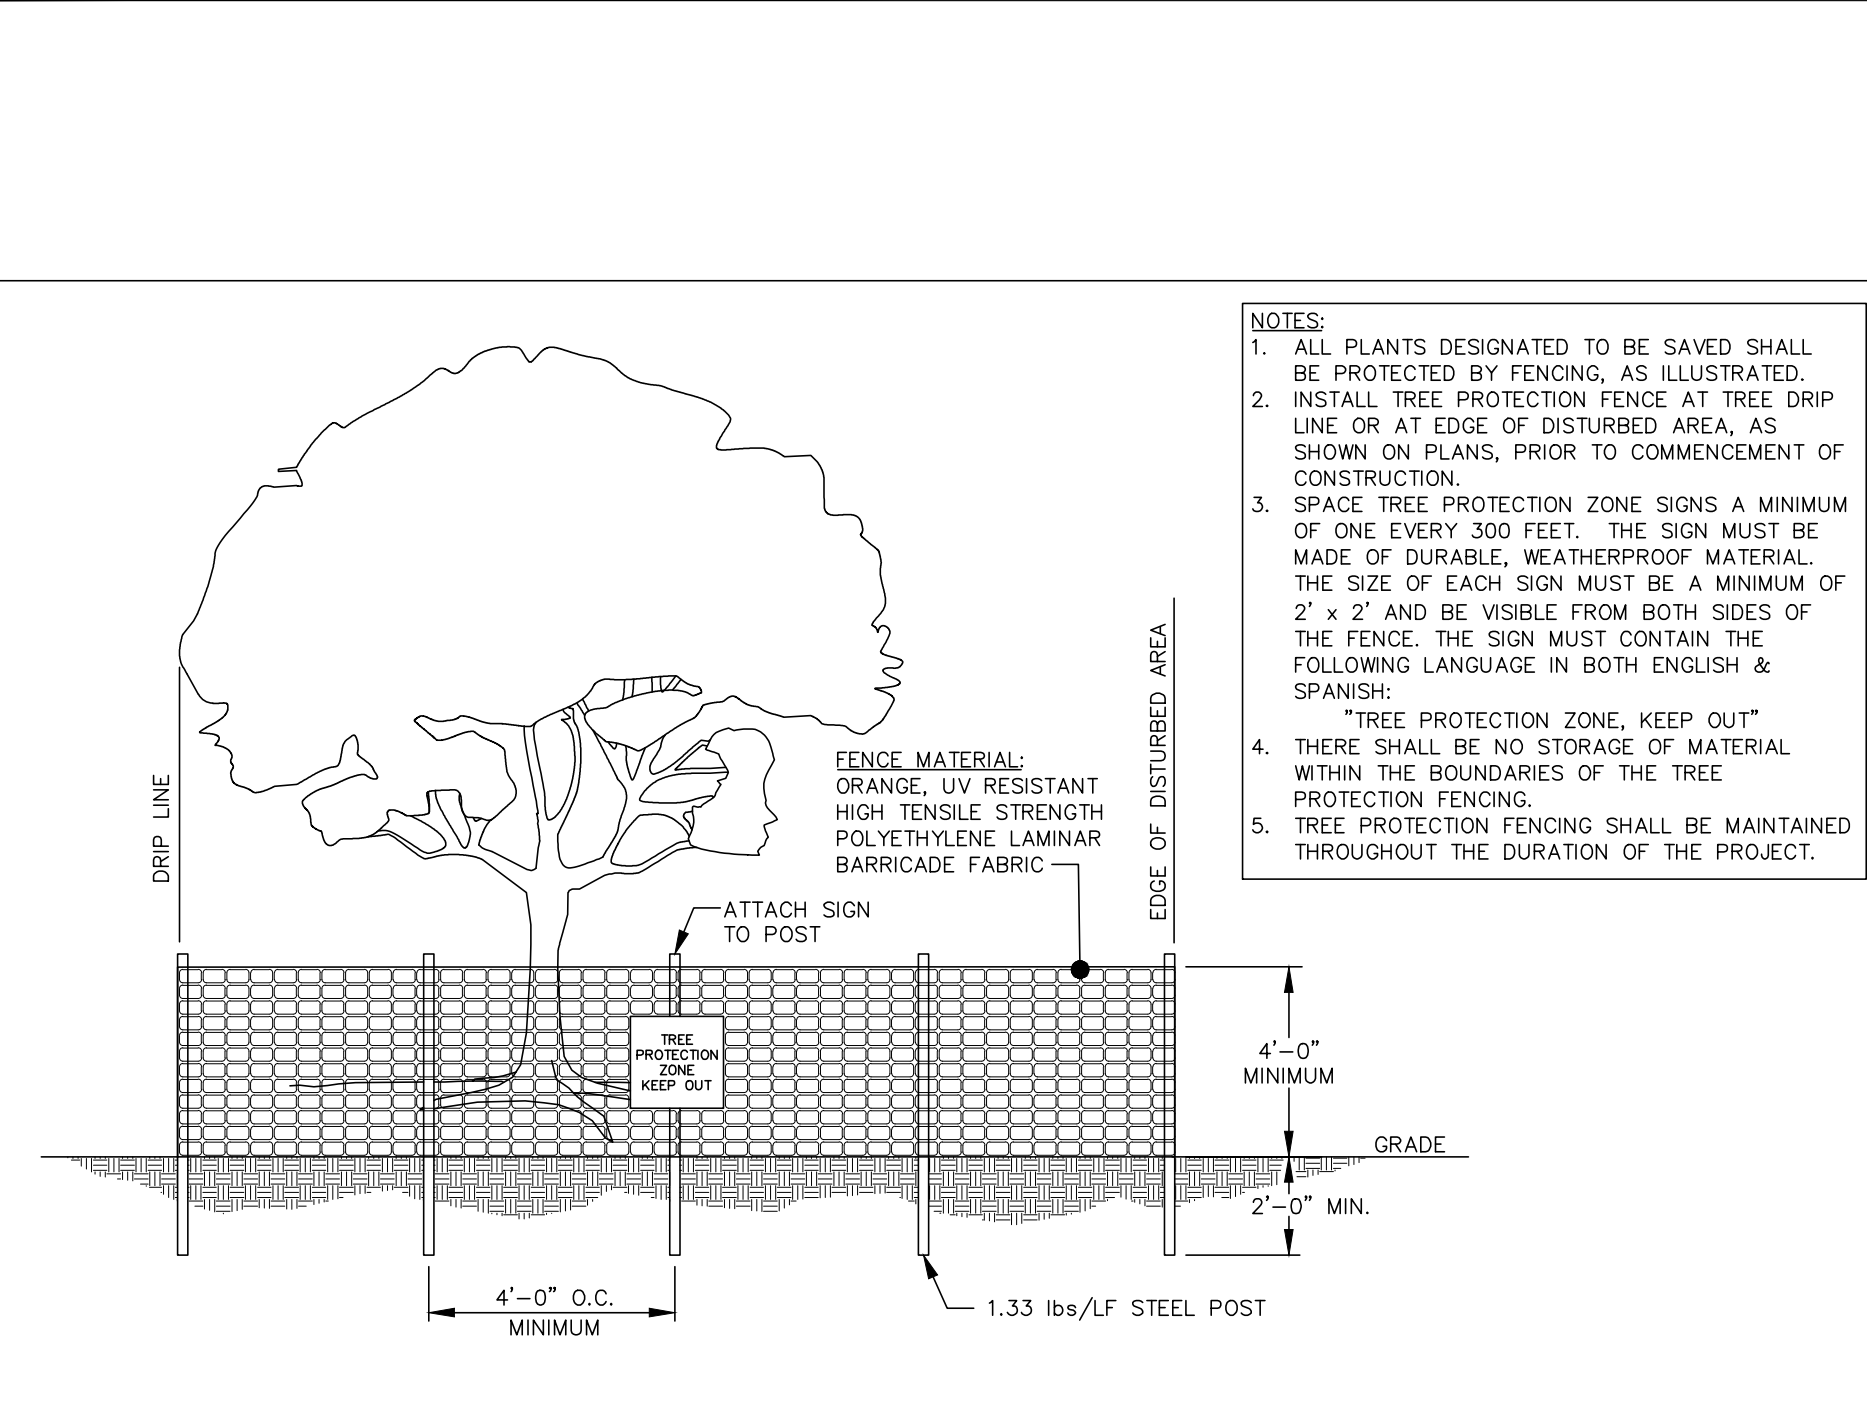 NOTES:
1. ALL PLANTS DESIGNATED TO BE SAVED SHALL
BE PROTECTED BY FENCING, AS ILLUSTRATED.
2. INSTALL TREE PROTECTION FENCE AT TREE DRIP
LINE OR AT EDGE OF DISTURBED AREA, AS
SHOWN ON PLANS, PRIOR TO COMMENCEMENT OF
CONSTRUCTION.
3. SPACE TREE PROTECTION ZONE SIGNS A MINIMUM
OF ONE EVERY 300 FEET. THE SIGN MUST BE
MADE OF DURABLE, WEATHERPROOF MATERIAL.
THE SIZE OF EACH SIGN MUST BE A MINIMUM OF
2' x 2' AND BE VISIBLE FROM BOTH SIDES OF
THE FENCE. THE SIGN MUST CONTAIN THE
FOLLOWING LANGUAGE IN BOTH ENGLISH &
SPANISH:
"TREE PROTECTION ZONE, KEEP OUT"
4. THERE SHALL BE NO STORAGE OF MATERIAL
WITHIN THE BOUNDARIES OF THE TREE
PROTECTION FENCING.
5. TREE PROTECTION FENCING SHALL BE MAINTAINED
THROUGHOUT THE DURATION OF THE PROJECT.
DRIP LINE
EDGE OF DISTURBED AREA
FENCE MATERIAL:
ORANGE, UV RESISTANT
HIGH TENSILE STRENGTH
POLYETHYLENE LAMINAR
BARRICADE FABRIC
ATTACH SIGN
TO POST
TREE
PROTECTION
ZONE
KEEP OUT
4'-0"
MINIMUM
GRADE
2'-0" MIN.
4'-0" O.C.
MINIMUM
1.33 lbs/LF STEEL POST